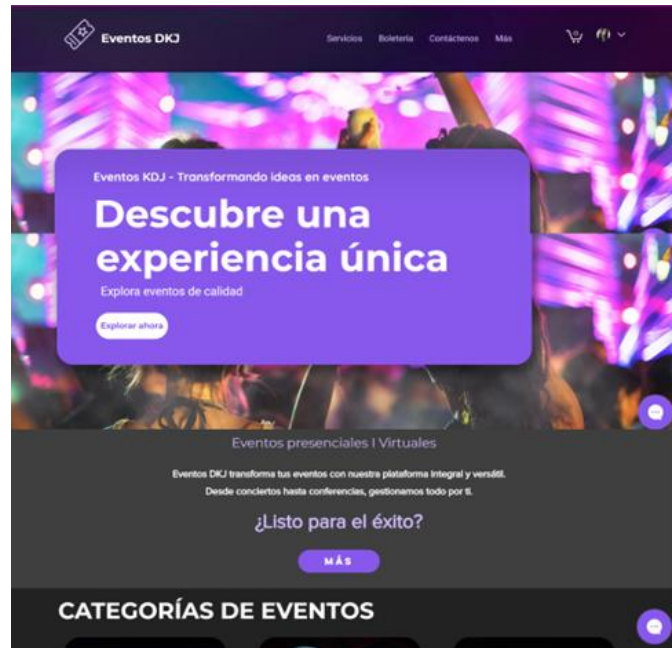 Eventos DKJ
Servicios Boletería Contáctenos Más
0
Eventos KDJ - Transformando ideas en eventos
Descubre una
experiencia única
Explora eventos de calidad
Explorar ahora
Eventos presenciales I Virtuales
Eventos DKJ transforma tus eventos con nuestra plataforma integral y versátil.
Desde conciertos hasta conferencias, gestionamos todo por ti.
¿Listo para el éxito?
MÁS
CATEGORÍAS DE EVENTOS